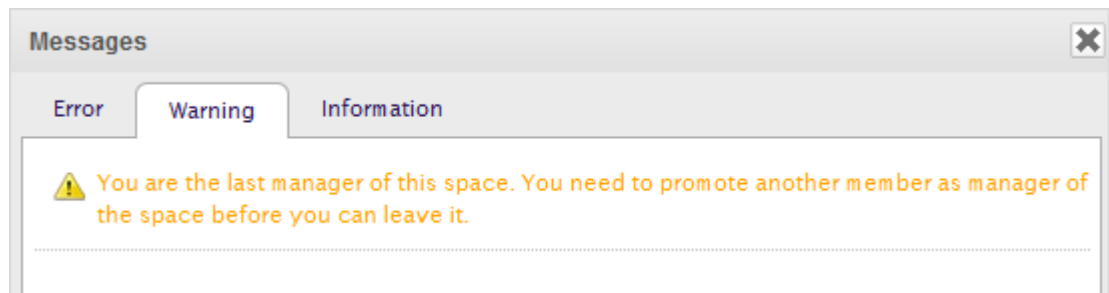 Messages
Error Warning Information
You are the last manager of this space. You need to promote another member as manager of
the space before you can leave it.